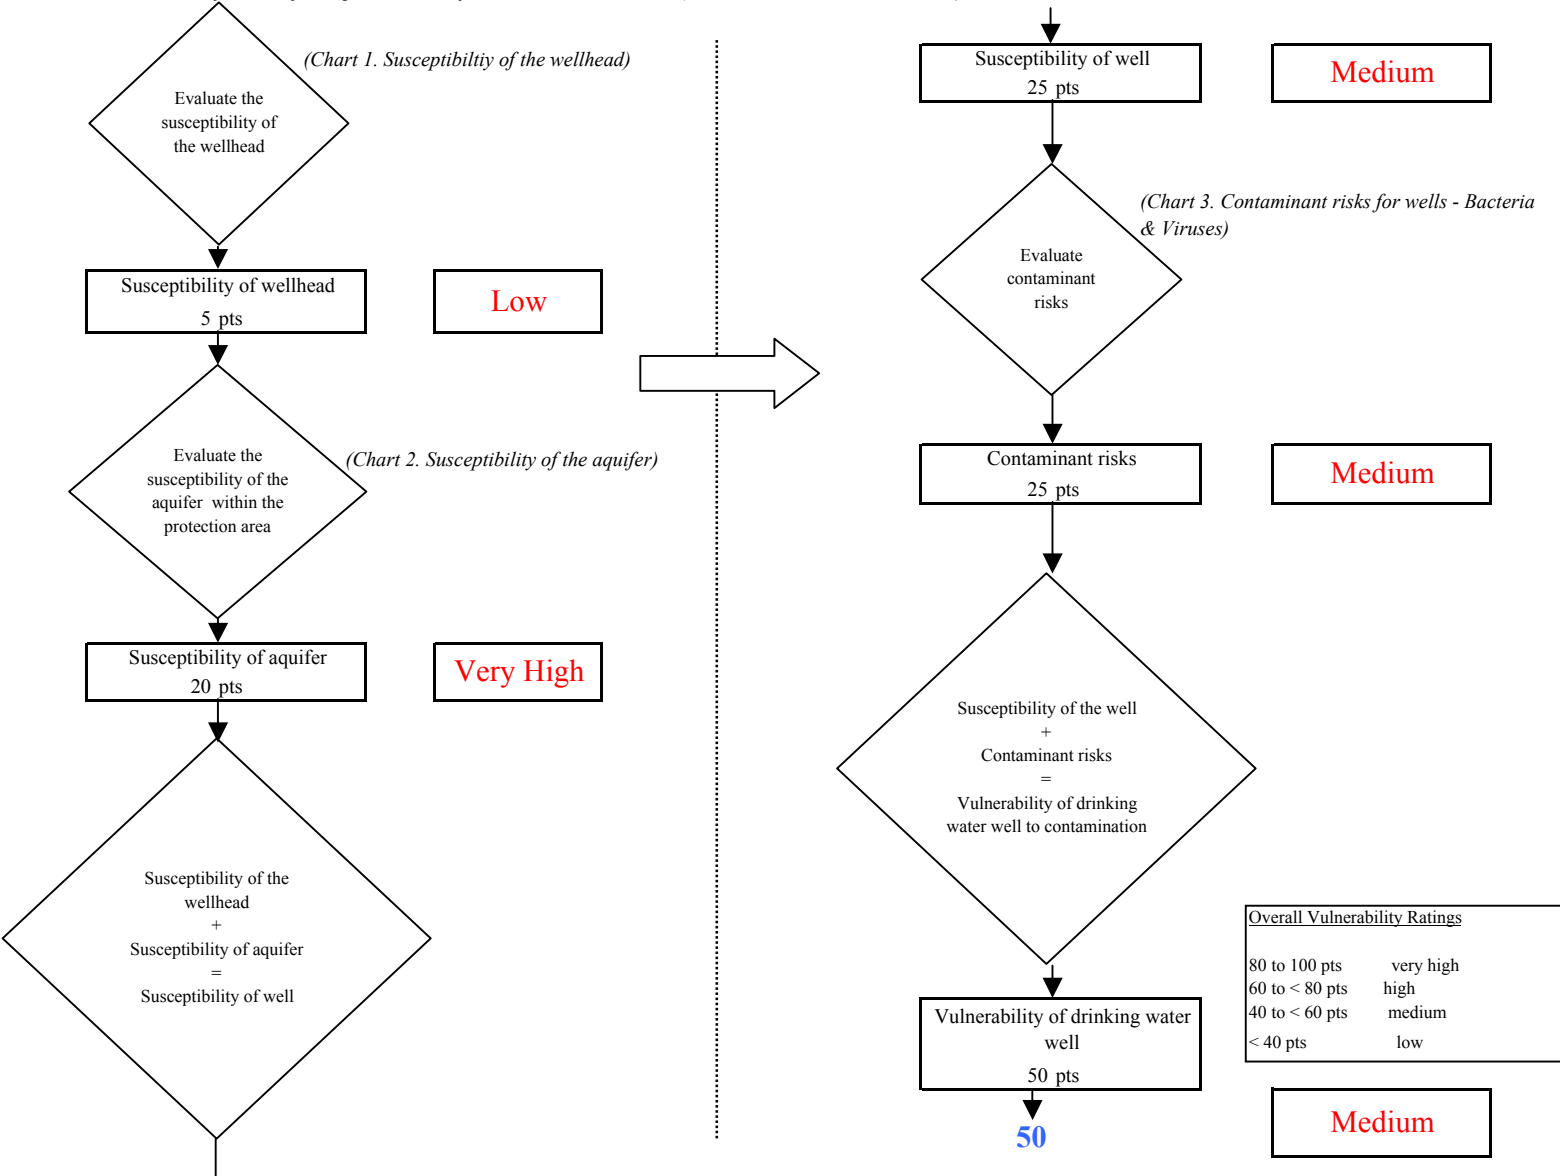 (Chart 1. Susceptibiltiy of the wellhead)
Evaluate the
susceptibility of
the wellhead
Susceptibility of wellhead
5 pts
Low
Evaluate the
susceptibility of the
aquifer within the
protection area
(Chart 2. Susceptibility of the aquifer)
Susceptibility of aquifer
20 pts
Very High
Susceptibility of the
wellhead
+
Susceptibility of aquifer
=
Susceptibility of well
Susceptibility of well
25 pts
Medium
(Chart 3. Contaminant risks for wells - Bacteria
& Viruses)
Evaluate
contaminant
risks
Contaminant risks
25 pts
Medium
Susceptibility of the well
+
Contaminant risks
=
Vulnerability of drinking
water well to contamination
Overall Vulnerability Ratings
80 to 100 pts very high
60 to < 80 pts high
40 to < 60 pts medium
< 40 pts low
Vulnerability of drinking water
well
50 pts
50
Medium